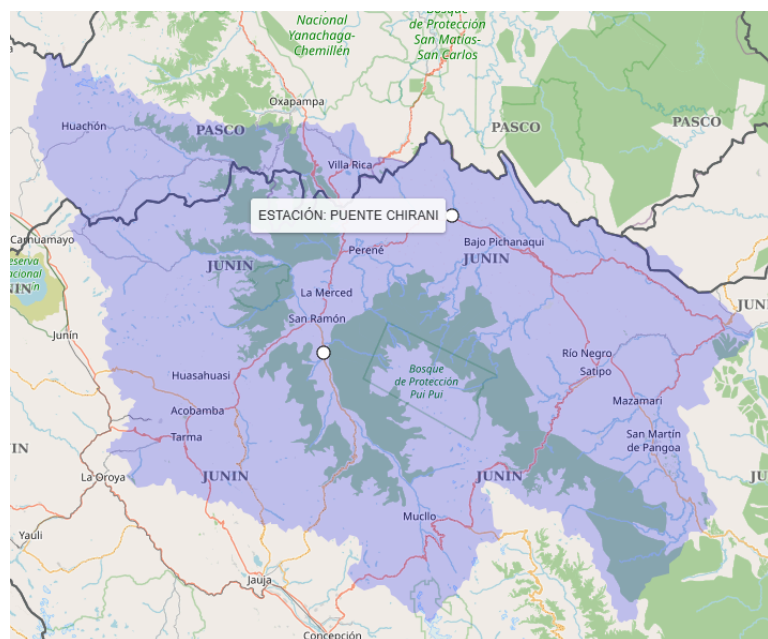 Nacional
Yanachaga-
Chemillén
Bosque
de Protección
San Matías-
San Carlos
Oxapampa
Huachón
PASCO
PASCO
PASCO
Villa Rica
ESTACIÓN: PUENTE CHIRANI
Carhuamayo
Perené
Bajo Pichanaqui
JUNIN
JUNIN
Reserva
Nacional
NIN
La Merced
JUNIN
San Ramón
Junín
Río Negro
Satipo
Huasahuasi
Bosque
de Protección
Pui Pui
Mazamari
Acobamba
Tarma
San Martín
de Pangoa
NIN
La Oroya
JUNIN
JUNIN
JU
Mucllo
Yauli
Jauja
Concepción